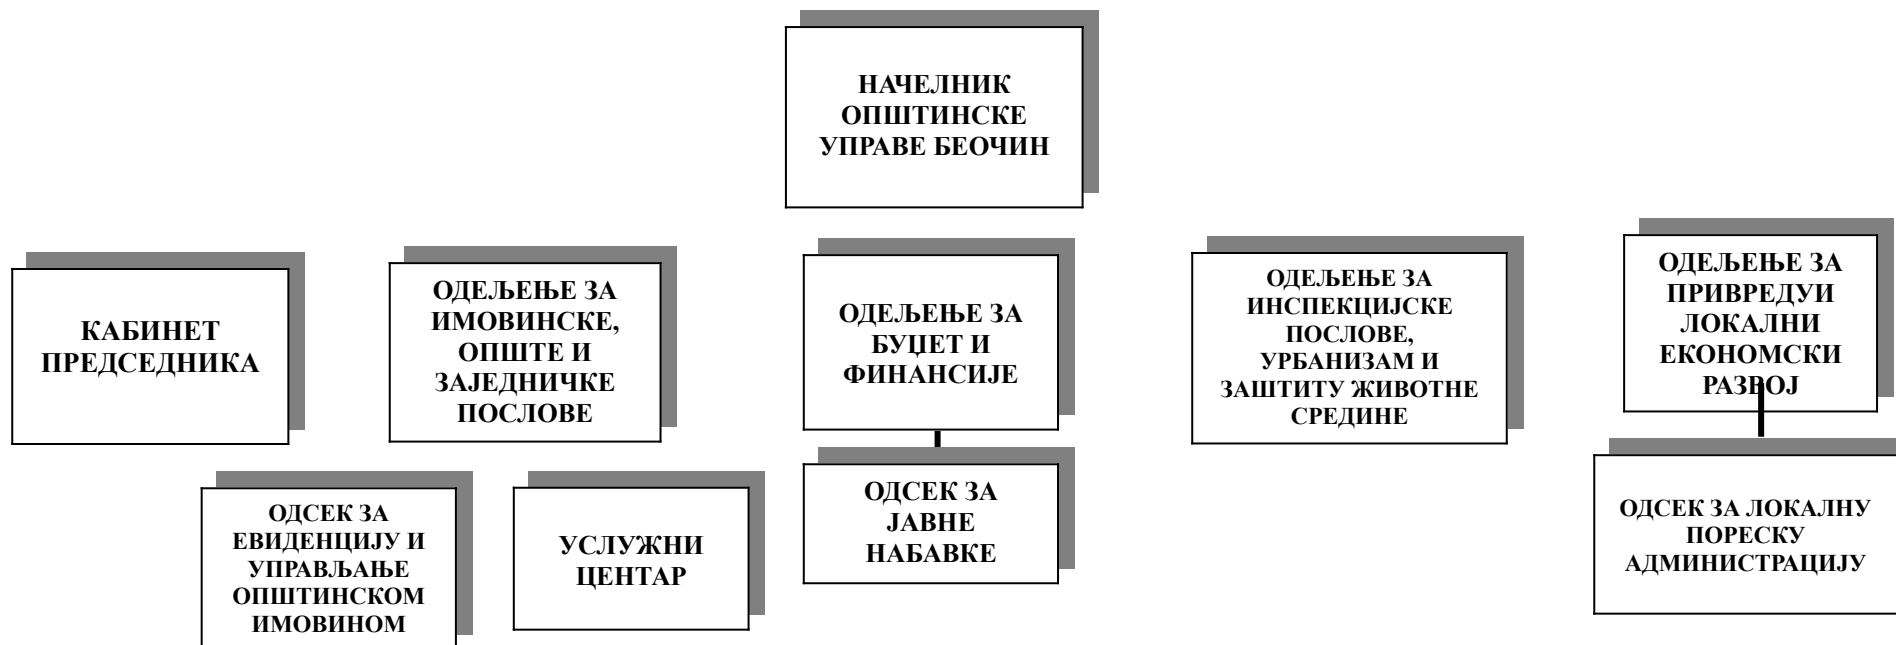 НАЧЕЛНИК
ОПШТИНСКЕ
УПРАВЕ БЕОЧИН
КАБИНЕТ
ПРЕДСЕДНИКА
ОДЕЉЕЊЕ ЗА
ИМОВИНСКЕ,
ОПШТЕ И
ЗАЈЕДНИЧКЕ
ПОСЛОВЕ
ОДЕЉЕЊЕ ЗА
БУЏЕТ И
ФИНАНСИЈЕ
ОДЕЉЕЊЕ ЗА
ИНСПЕКЦИЈСКЕ
ПОСЛОВЕ,
УРБАНИЗАМ И
ЗАШТИТУ ЖИВОТНЕ
СРЕДИНЕ
ОДЕЉЕЊЕ ЗА
ПРИВРЕДУИ
ЛОКАЛНИ
ЕКОНОМСКИ
РАЗВОЈ
ОДСЕК ЗА
ЕВИДЕНЦИЈУ И
УПРАВЉАЊЕ
ОПШТИНСКОМ
ИМОВИНОМ
УСЛУЖНИ
ЦЕНТАР
ОДСЕК ЗА
ЈАВНЕ
НАБАВКЕ
ОДСЕК ЗА ЛОКАЛНУ
ПОРЕСКУ
АДМИНИСТРАЦИЈУ